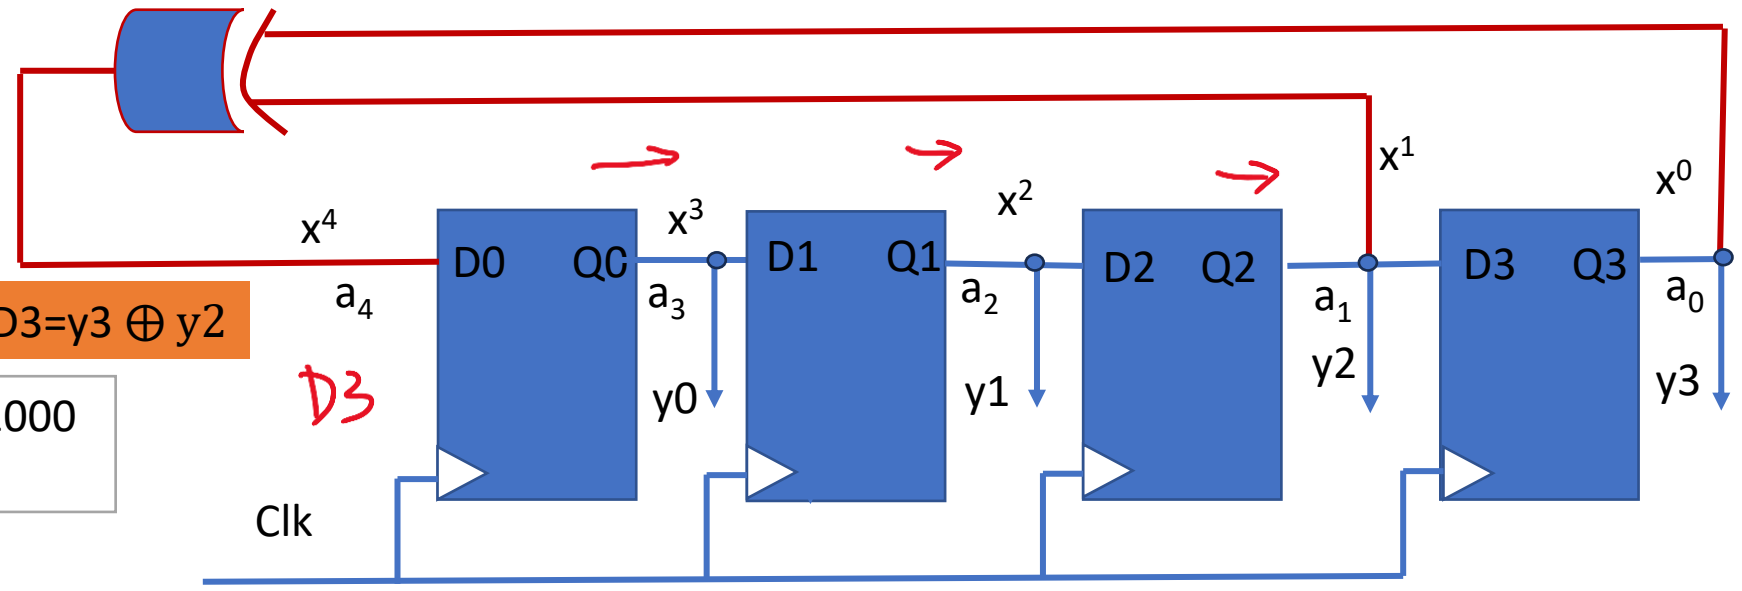 x¹
x⁰
x²
x³
x⁴
D0 Q0
D1 Q1
D2 Q2
D3 Q3
a₄
a₃
a₂
a₁
a₀
D3=y3 ⊕ y2
y0
y1
y2
y3
D3
.000
Clk